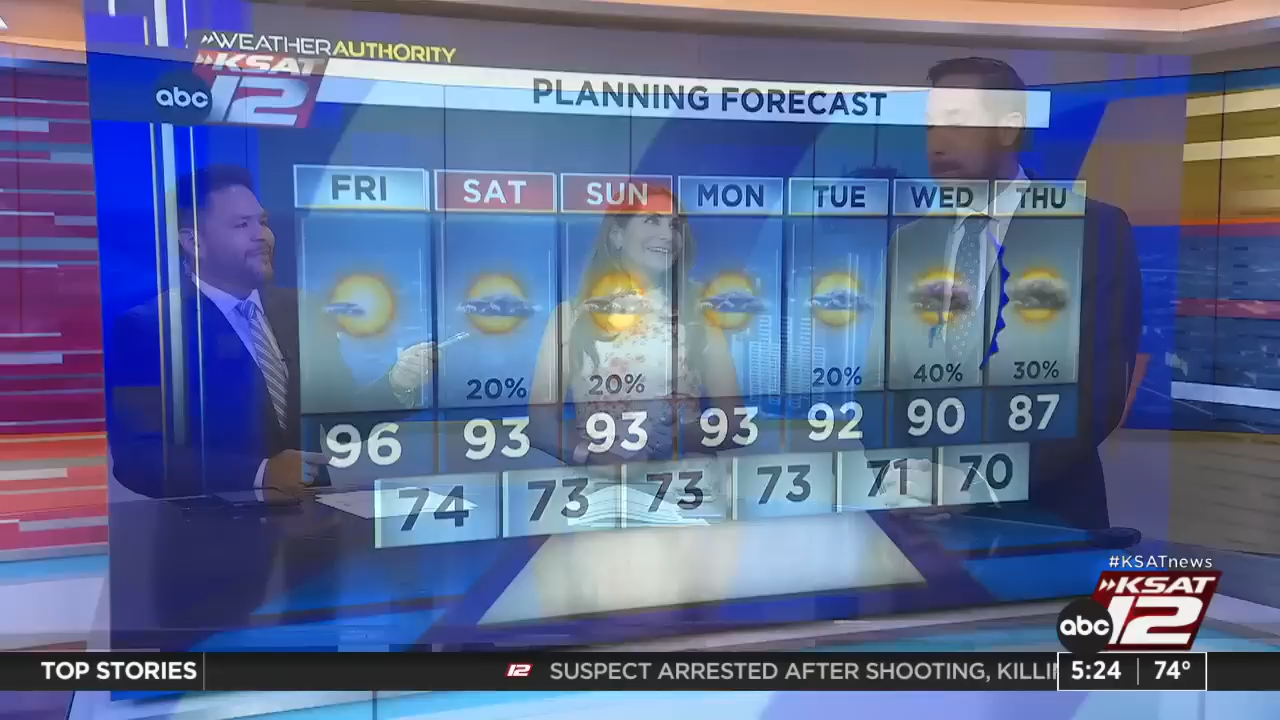 »WEATHERAUTHORITY
»KSAT
abc 12
PLANNING FORECAST
FRI SAT SUN MON TUE WED THU
20% 20% 20% 40% 30%
96 93 93 93 92 90 87
74 73 73 73 71 70
#KSATnews
»KSAT
abc 12
TOP STORIES 12 SUSPECT ARRESTED AFTER SHOOTING, KILLI 5:24 74°